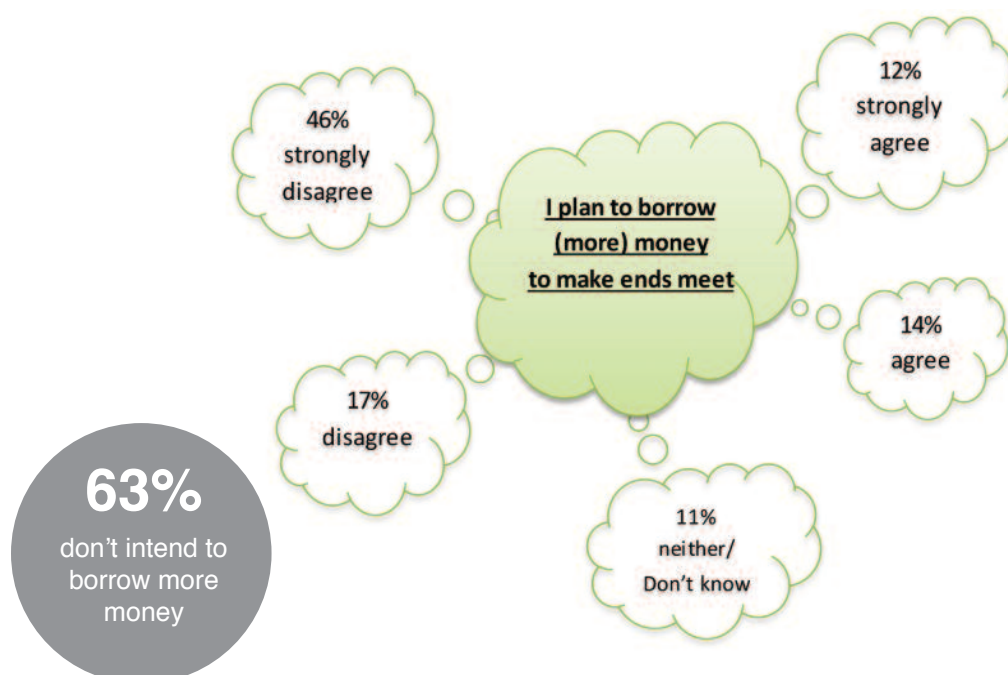 46%
strongly
disagree
12%
strongly
agree
I plan to borrow
(more) money
to make ends meet
14%
agree
17%
disagree
11%
neither/
Don't know
63%
don't intend to
borrow more
money